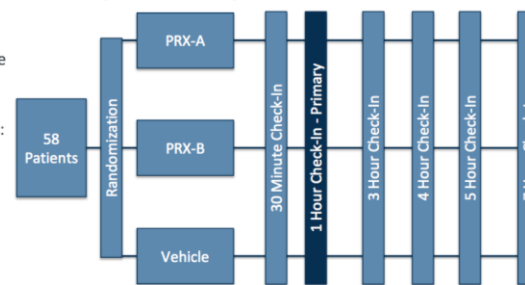 58
Patients
Randomization
PRX-A
PRX-B
Vehicle
30 Minute Check-In
1 Hour Check-In - Primary
3 Hour Check-In
4 Hour Check-In
5 Hour Check-In